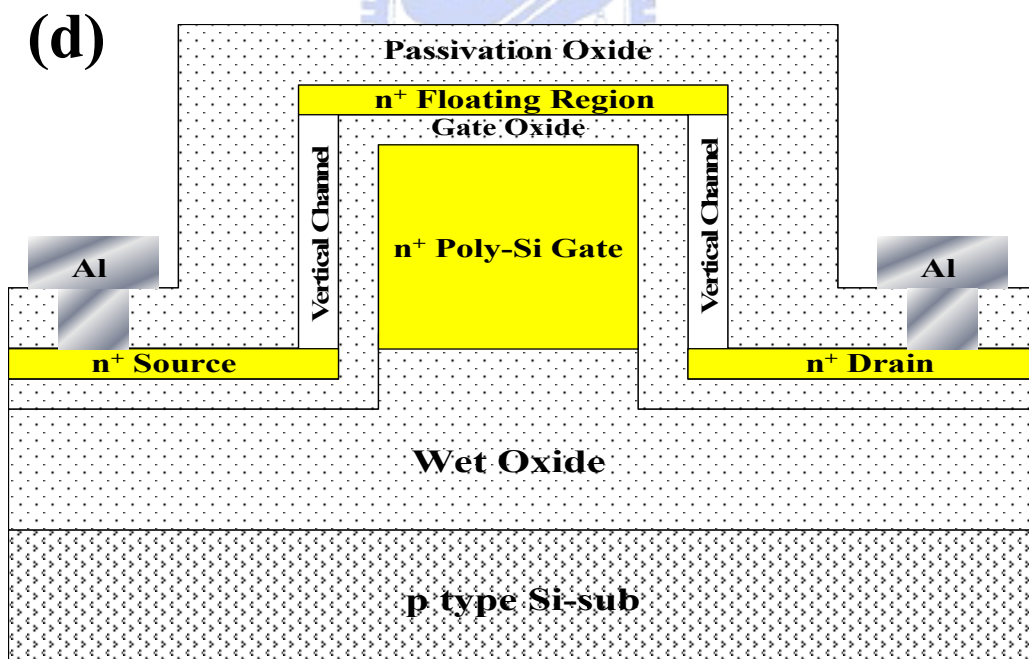 (d)
Passivation Oxide
n⁺ Floating Region
Gate Oxide
Vertical Channel
Vertical Channel
n⁺ Poly-Si Gate
Al
Al
n⁺ Source
n⁺ Drain
Wet Oxide
p type Si-sub